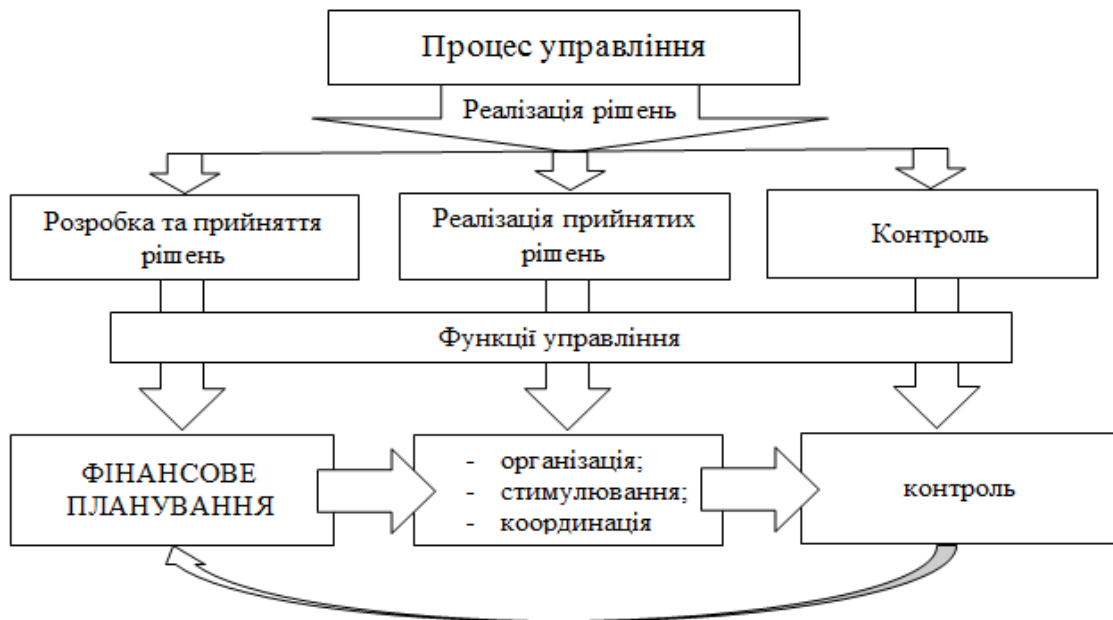 Процес управління
Реалізація рішень
Розробка та прийняття
рішень
Реалізація прийнятих
рішень
Контроль
Функції управління
ФІНАНСОВЕ
ПЛАНУВАННЯ
- організація;
- стимулювання;
- координація
контроль